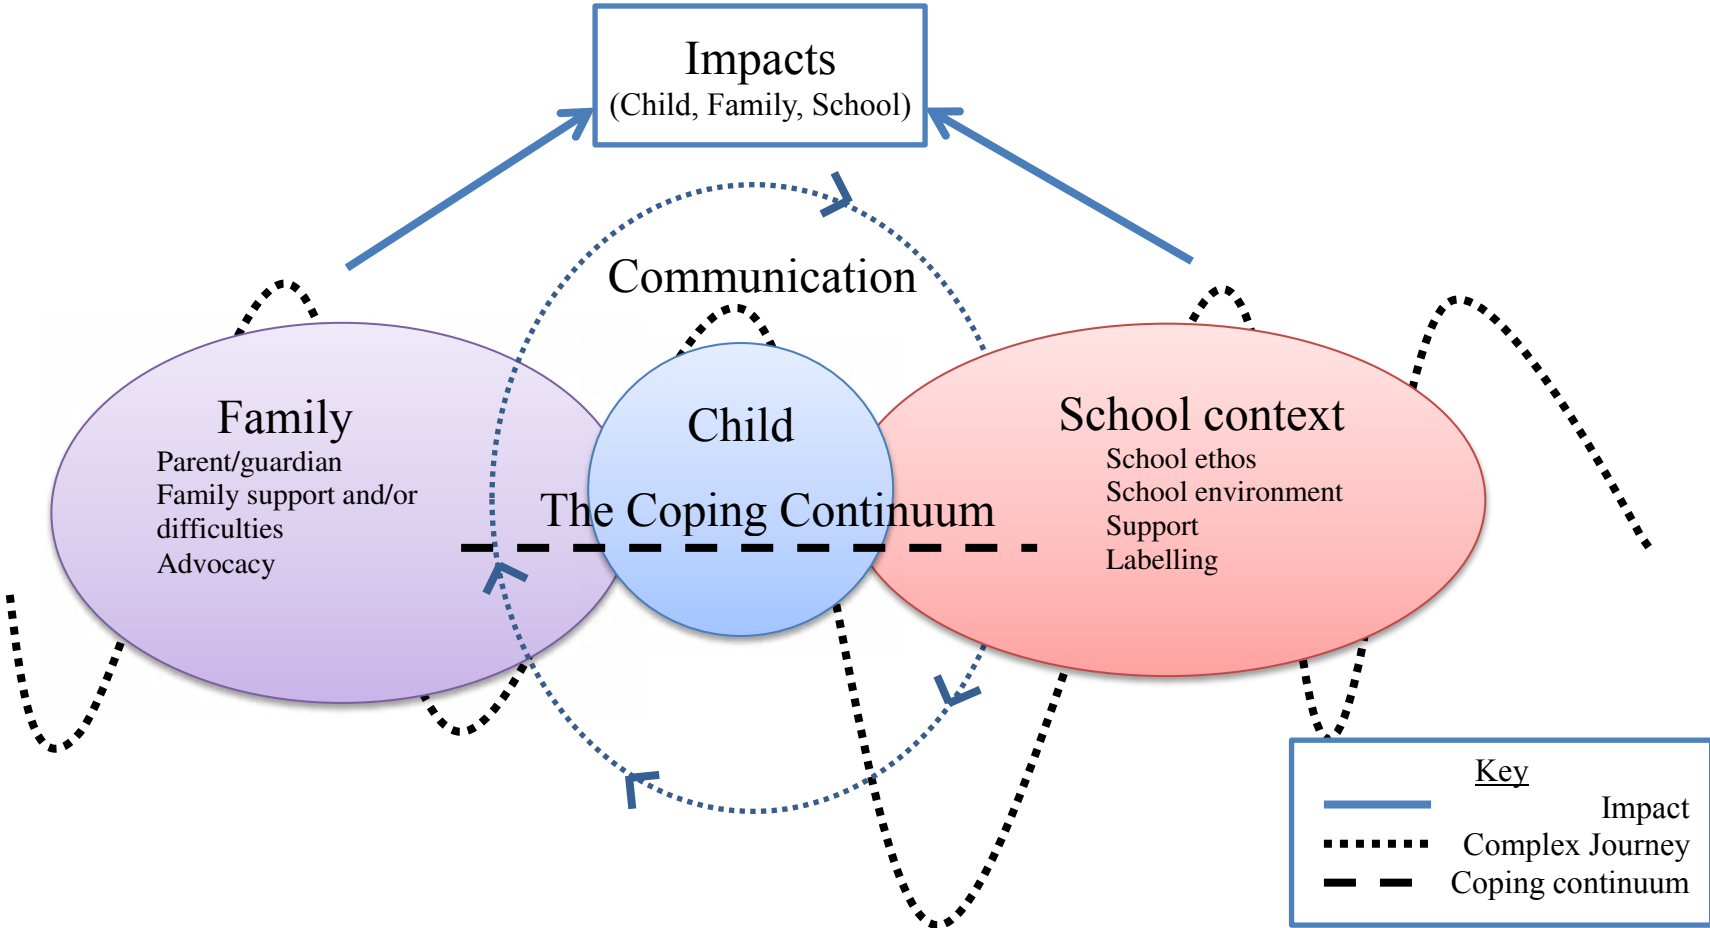 Impacts
(Child, Family, School)
Communication
Family
Parent/guardian
Family support and/or
difficulties
Advocacy
Child
The Coping Continuum
School context
School ethos
School environment
Support
Labelling
Key
Impact
Complex Journey
Coping continuum